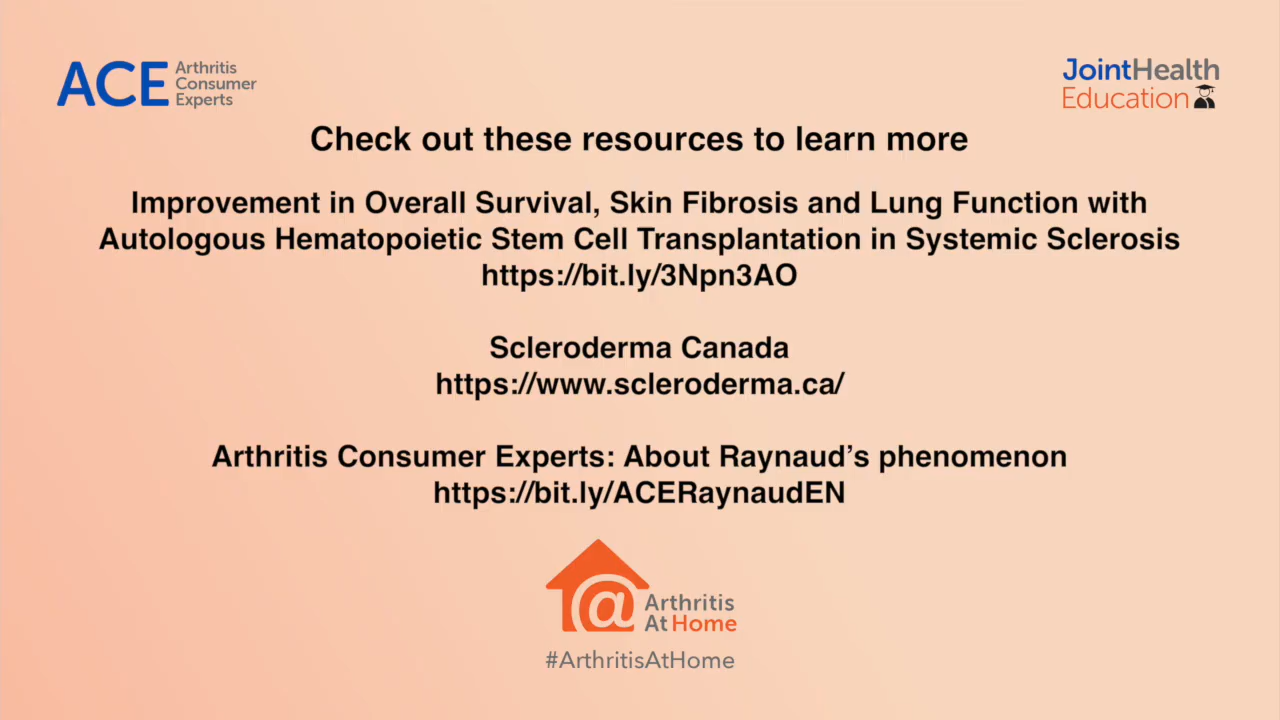 ACE Arthritis
Consumer
Experts
JointHealth
Education
Check out these resources to learn more
Improvement in Overall Survival, Skin Fibrosis and Lung Function with
Autologous Hematopoietic Stem Cell Transplantation in Systemic Sclerosis
https://bit.ly/3Npn3AO
Scleroderma Canada
https://www.scleroderma.ca/
Arthritis Consumer Experts: About Raynaud’s phenomenon
https://bit.ly/ACERaynaudEN
@ Arthritis
At Home
#ArthritisAtHome